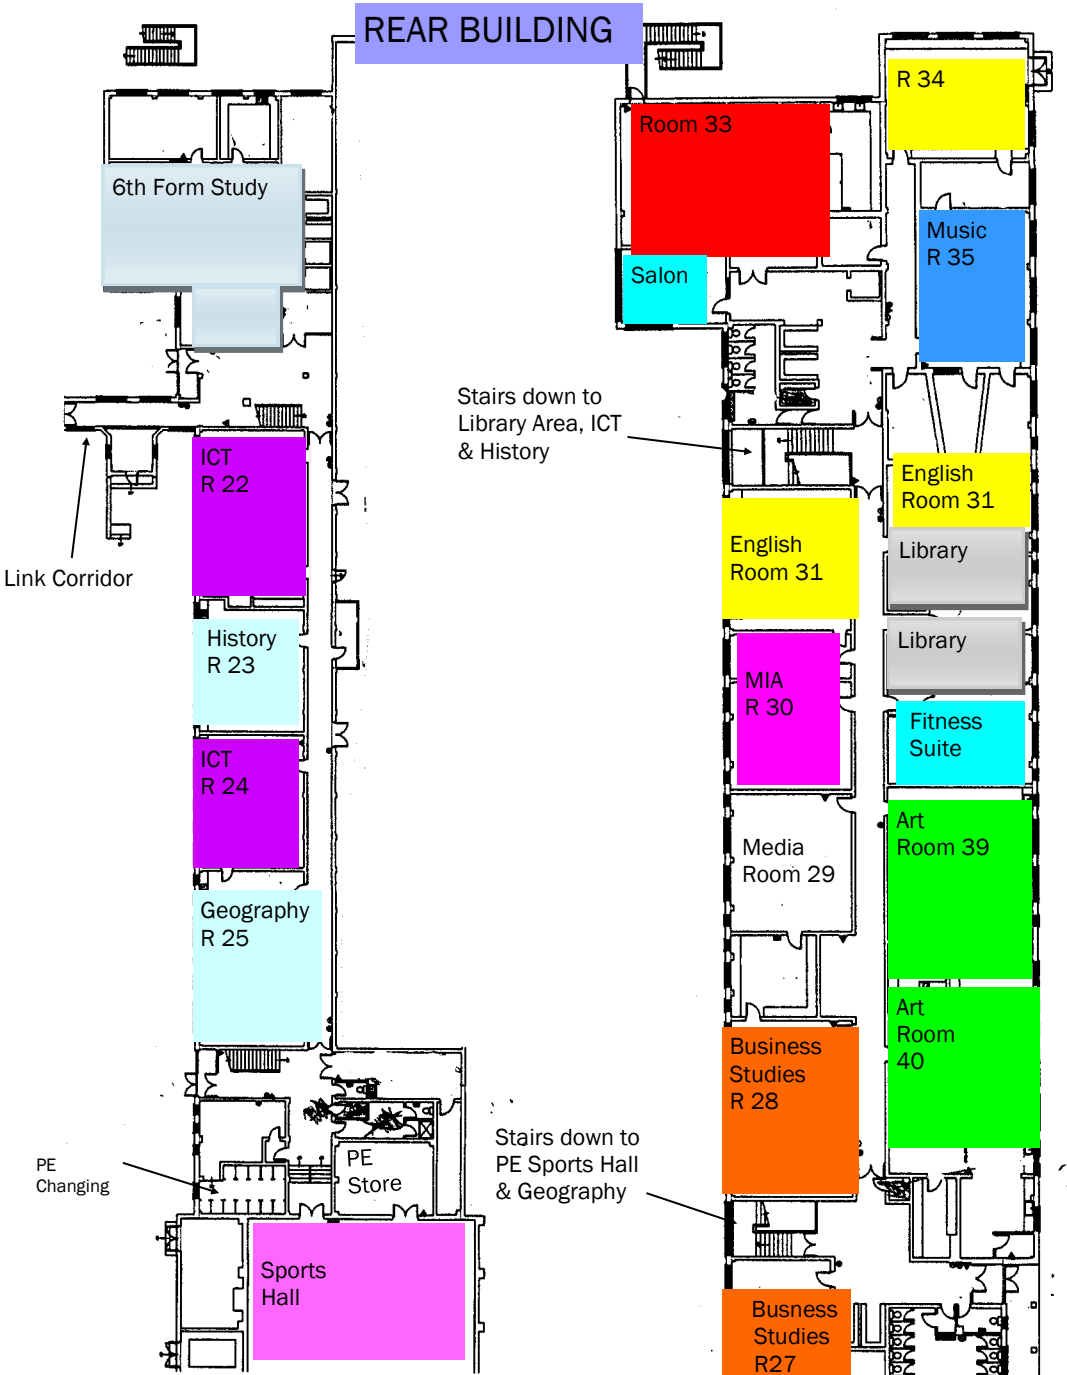 REAR BUILDING
R 34
Room 33
6th Form Study
Music
R 35
Salon
Stairs down to
Library Area, ICT
& History
ICT
R 22
English
Room 31
Link Corridor
English
Room 31
Library
History
R 23
Library
MIA
R 30
Fitness
Suite
ICT
R 24
Art
Room 39
Media
Room 29
Geography
R 25
Art
Room
40
Business
Studies
R 28
Stairs down to
PE Sports Hall
& Geography
PE
Changing
PE
Store
Sports
Hall
Busness
Studies
R27